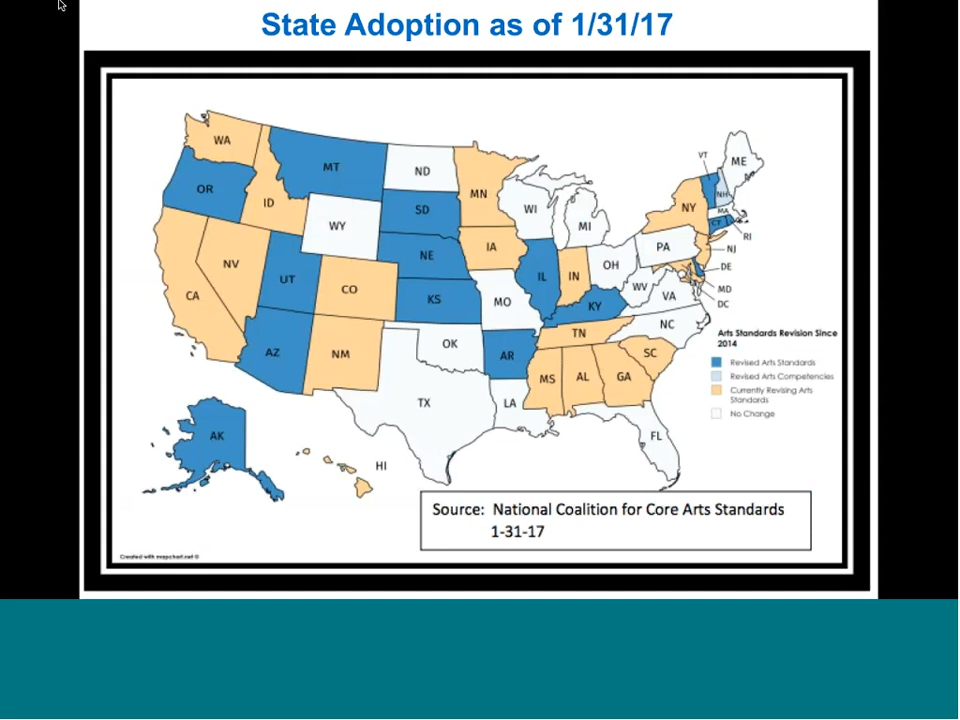 State Adoption as of 1/31/17
WA
MT
ND
MN
OR
ID
SD
WI
WY
MI
NE
IA
NV
UT
CO
KS
MO
IL
IN
OH
PA
NY
VT
ME
NH
MA
CT
RI
NJ
DE
MD
DC
WV
VA
KY
NC
CA
AZ
NM
OK
AR
TN
SC
MS
AL
GA
TX
LA
FL
AK
HI
Arts Standards Revision Since
2014
Revised Arts Standards
Revised Arts Competencies
Currently Revising Arts
Standards
No Change
Source: National Coalition for Core Arts Standards
1-31-17
Created with mapchart.net ©